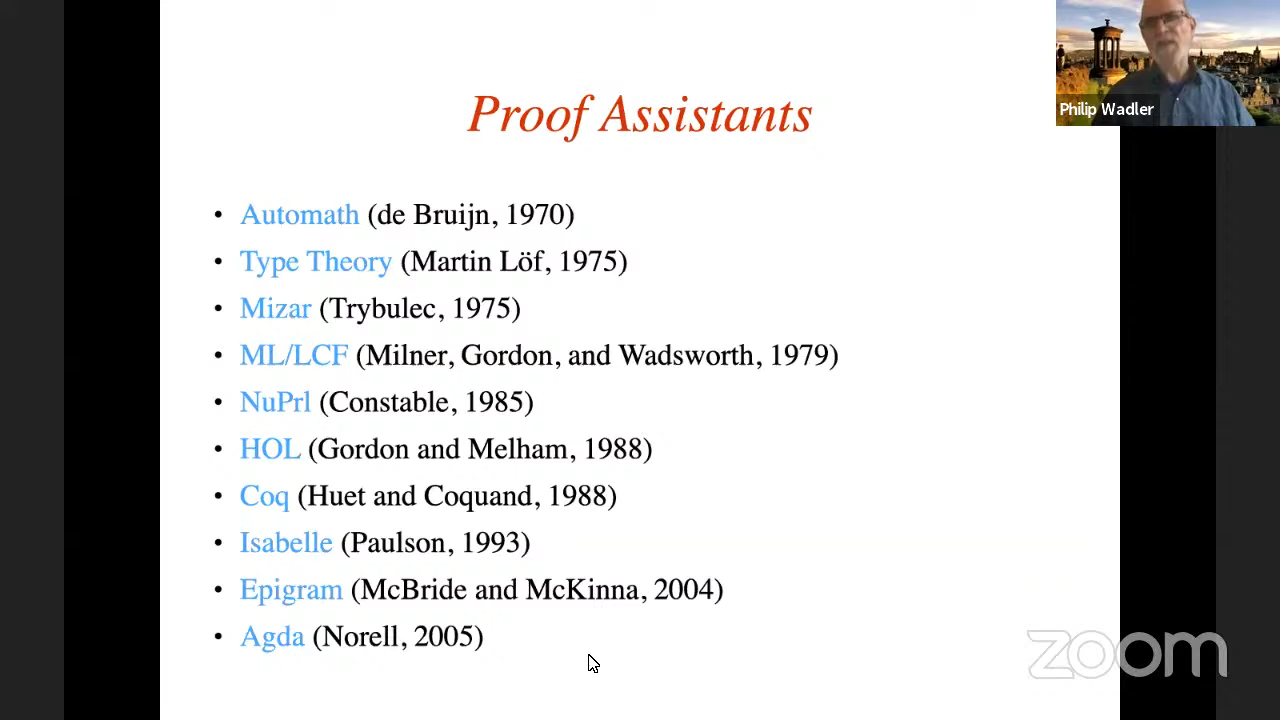 Philip Wadler
Proof Assistants
• Automath (de Bruijn, 1970)
• Type Theory (Martin Löf, 1975)
• Mizar (Trybulec, 1975)
• ML/LCF (Milner, Gordon, and Wadsworth, 1979)
• NuPrl (Constable, 1985)
• HOL (Gordon and Melham, 1988)
• Coq (Huet and Coquand, 1988)
• Isabelle (Paulson, 1993)
• Epigram (McBride and McKinna, 2004)
• Agda (Norell, 2005)
zoom